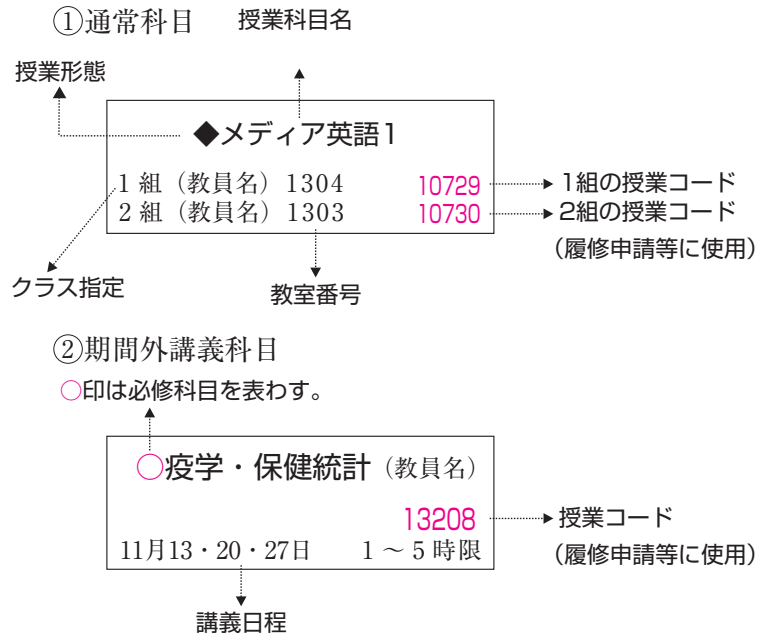 ①通常科目
授業科目名
授業形態
◆メディア英語1
1 組（教員名）1304 10729
1組の授業コード
2 組（教員名）1303 10730
2組の授業コード
（履修申請等に使用）
クラス指定
教室番号
②期間外講義科目
○印は必修科目を表わす。
○疫学・保健統計（教員名）
13208
授業コード
11月13・20・27日 1～5時限
（履修申請等に使用）
講義日程